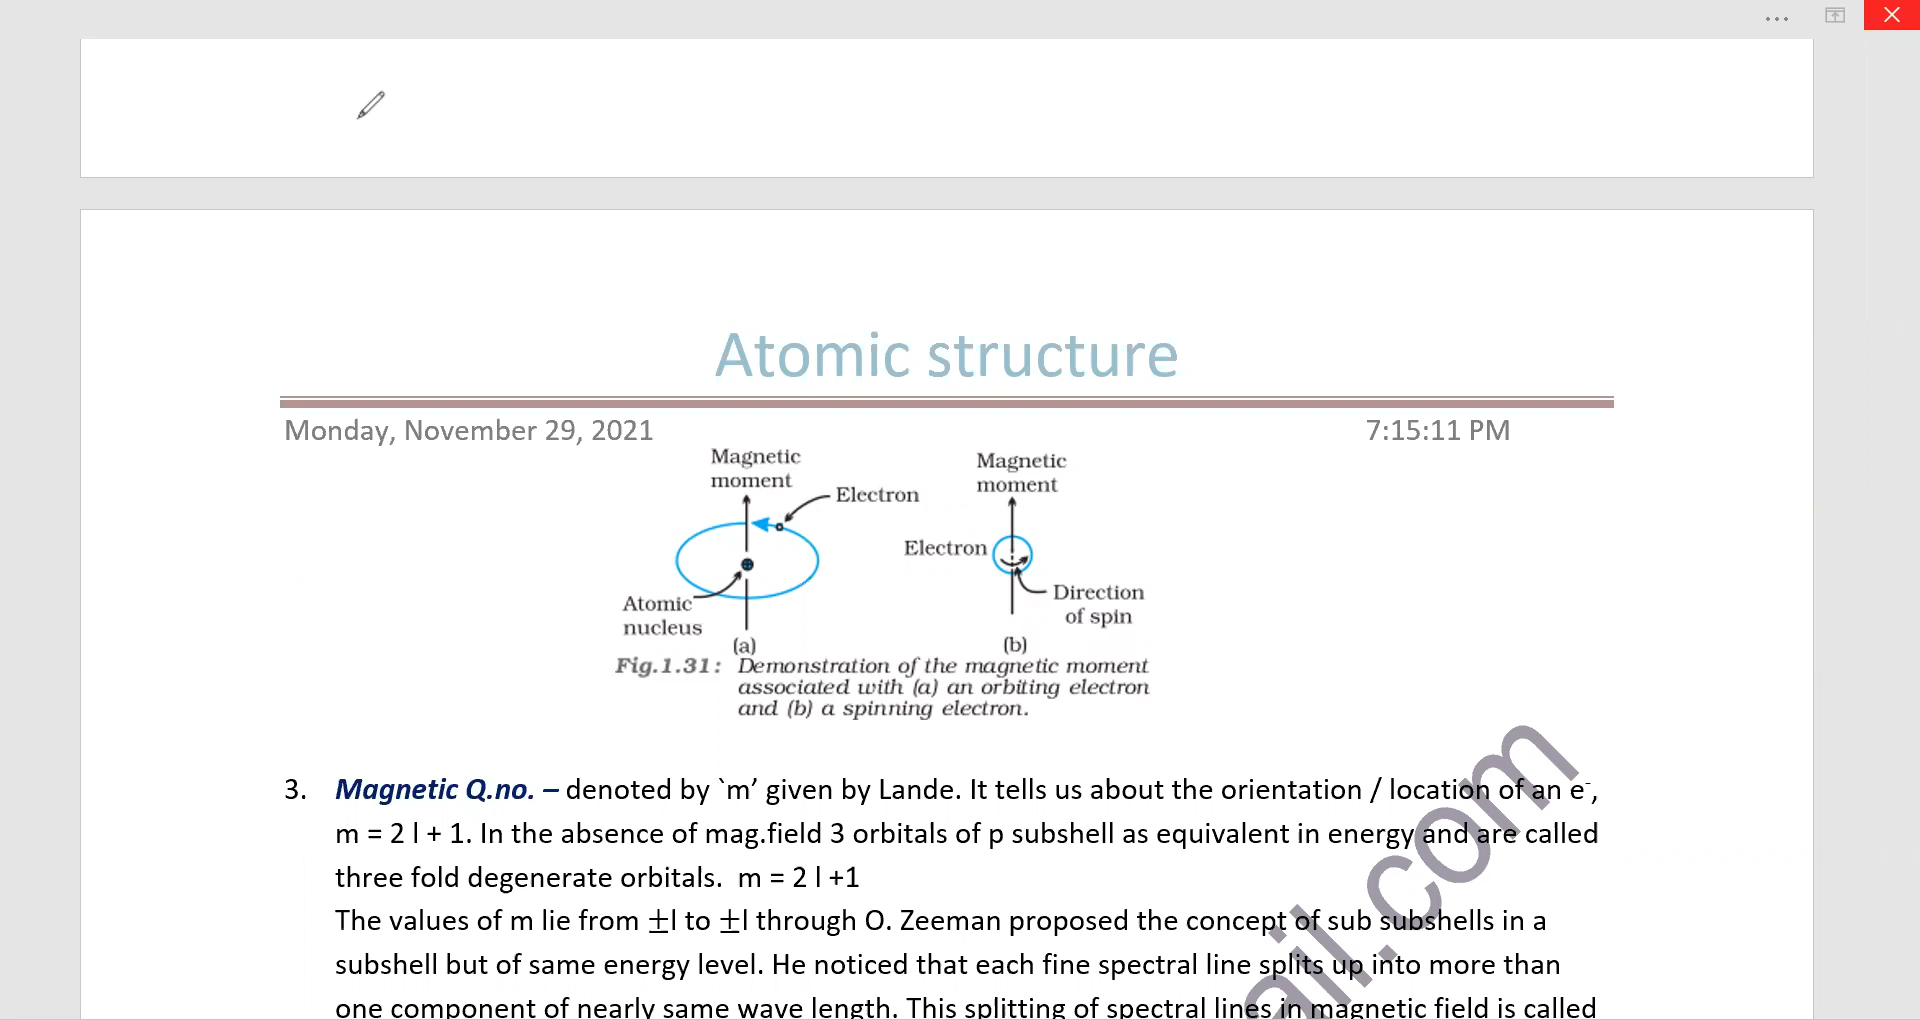 Atomic structure
Monday, November 29, 2021 7:15:11 PM
Magnetic
moment
Electron
Atomic
nucleus
(a)
Magnetic
moment
Electron
Direction
of spin
(b)
Fig.1.31: Demonstration of the magnetic moment
associated with (a) an orbiting electron
and (b) a spinning electron.
3. Magnetic Q.no. – denoted by `m’ given by Lande. It tells us about the orientation / location of an e⁻,
m = 2 l + 1. In the absence of mag.field 3 orbitals of p subshell as equivalent in energy and are called
three fold degenerate orbitals. m = 2 l +1
The values of m lie from ±l to ±l through O. Zeeman proposed the concept of sub subshells in a
subshell but of same energy level. He noticed that each fine spectral line splits up into more than
one component of nearly same wave length. This splitting of spectral lines in magnetic field is called
ail.com